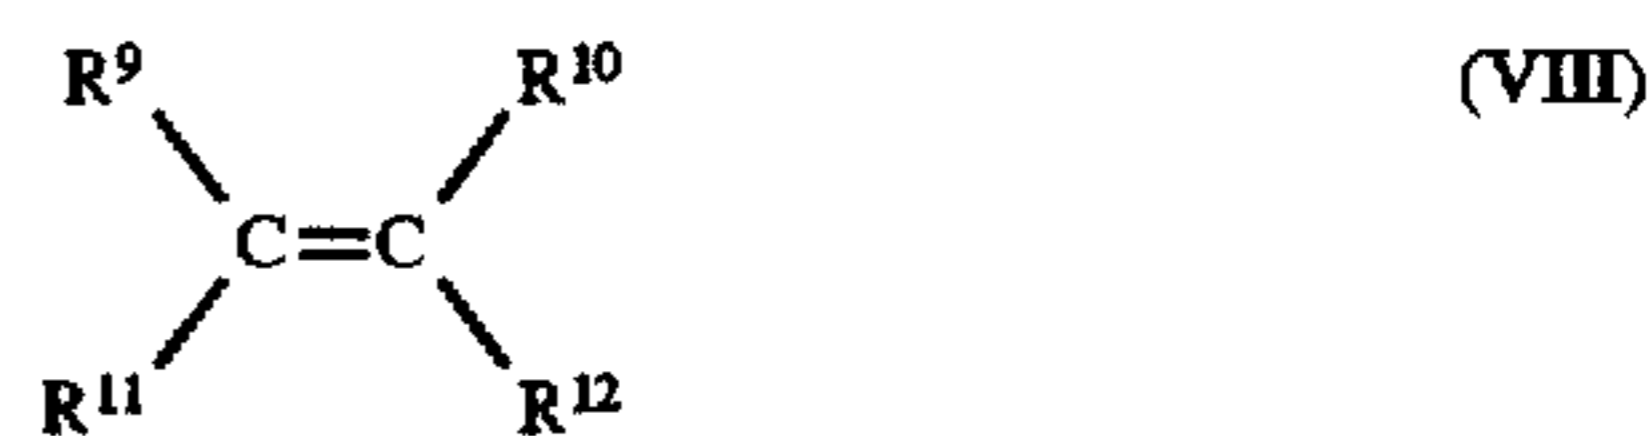 R⁹ R¹⁰ (VIII)
C=C
R¹¹ R¹²